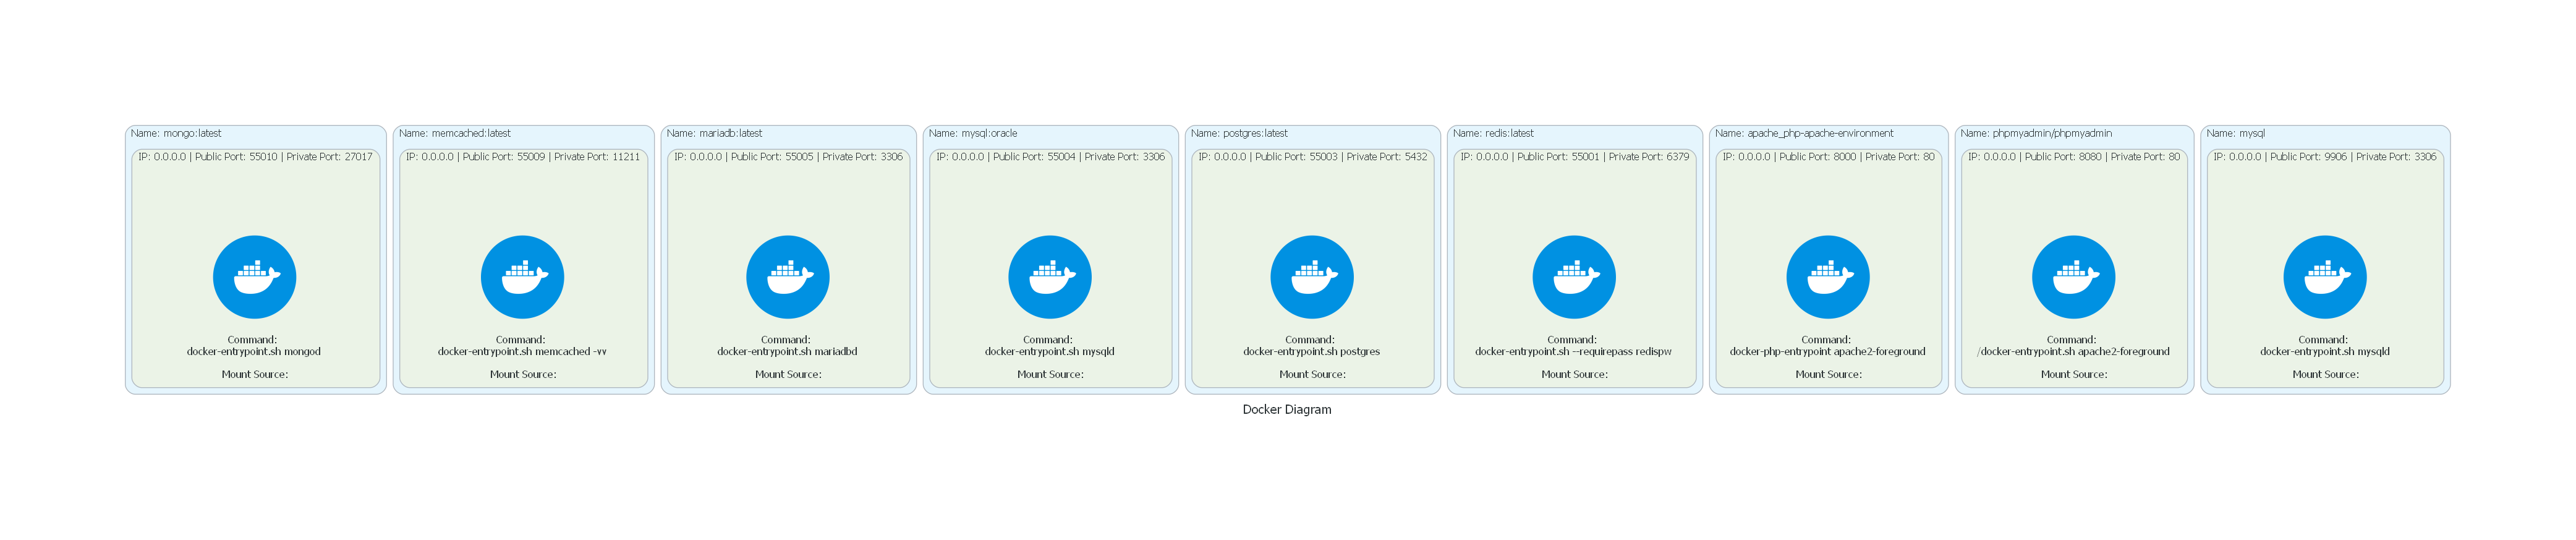 Name: mongo:latest
IP: 0.0.0.0 | Public Port: 55010 | Private Port: 27017
Command:
docker-entrypoint.sh mongod
Mount Source:
Name: memcached:latest
IP: 0.0.0.0 | Public Port: 55009 | Private Port: 11211
Command:
docker-entrypoint.sh memcached -vv
Mount Source:
Name: mariadb:latest
IP: 0.0.0.0 | Public Port: 55005 | Private Port: 3306
Command:
docker-entrypoint.sh mariadbd
Mount Source:
Name: mysql:oracle
IP: 0.0.0.0 | Public Port: 55004 | Private Port: 3306
Command:
docker-entrypoint.sh mysqld
Mount Source:
Name: postgres:latest
IP: 0.0.0.0 | Public Port: 55003 | Private Port: 5432
Command:
docker-entrypoint.sh postgres
Mount Source:
Name: redis:latest
IP: 0.0.0.0 | Public Port: 55001 | Private Port: 6379
Command:
docker-entrypoint.sh --requirepass redispw
Mount Source:
Name: apache_php-apache-environment
IP: 0.0.0.0 | Public Port: 8000 | Private Port: 80
Command:
docker-php-entrypoint apache2-foreground
Mount Source:
Name: phpmyadmin/phpmyadmin
IP: 0.0.0.0 | Public Port: 8080 | Private Port: 80
Command:
/docker-entrypoint.sh apache2-foreground
Mount Source:
Name: mysql
IP: 0.0.0.0 | Public Port: 9906 | Private Port: 3306
Command:
docker-entrypoint.sh mysqld
Mount Source:
Docker Diagram